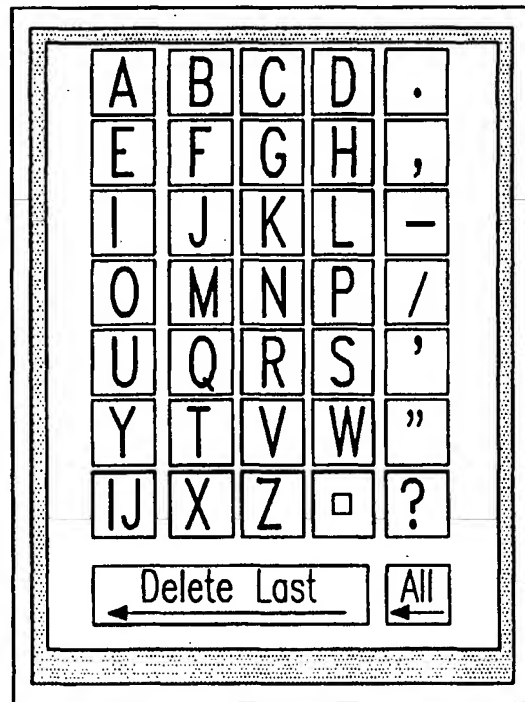 A B C D .
E F G H ,
I J K L –
O M N P /
U Q R S ’
Y T V W ”
IJ X Z □ ?
Delete Last All